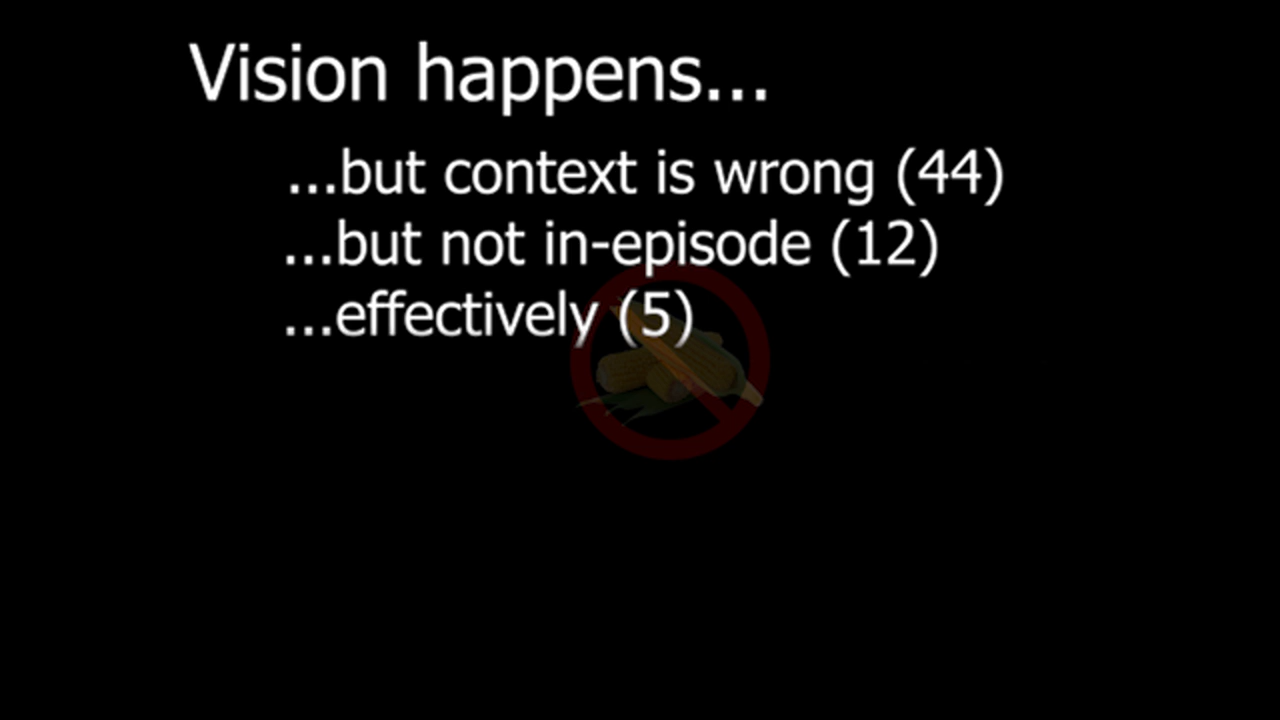 Vision happens...
...but context is wrong (44)
...but not in-episode (12)
...effectively (5)